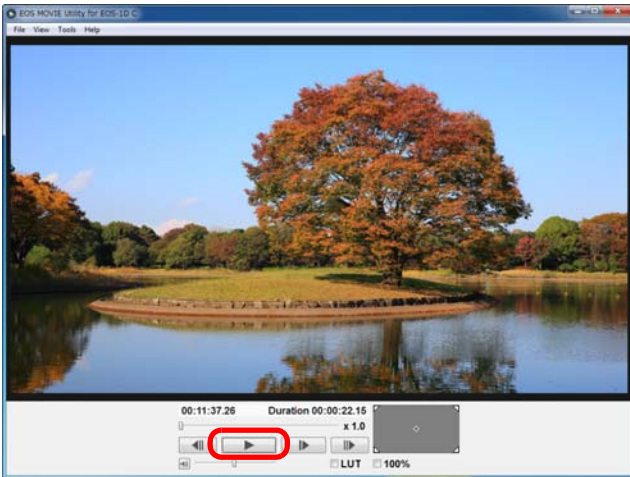 EOS MOVIE Utility for EOS-1D C
File View Tools Help
00:11:37.26 Duration 00:00:22.15
x 1.0
LUT 100%